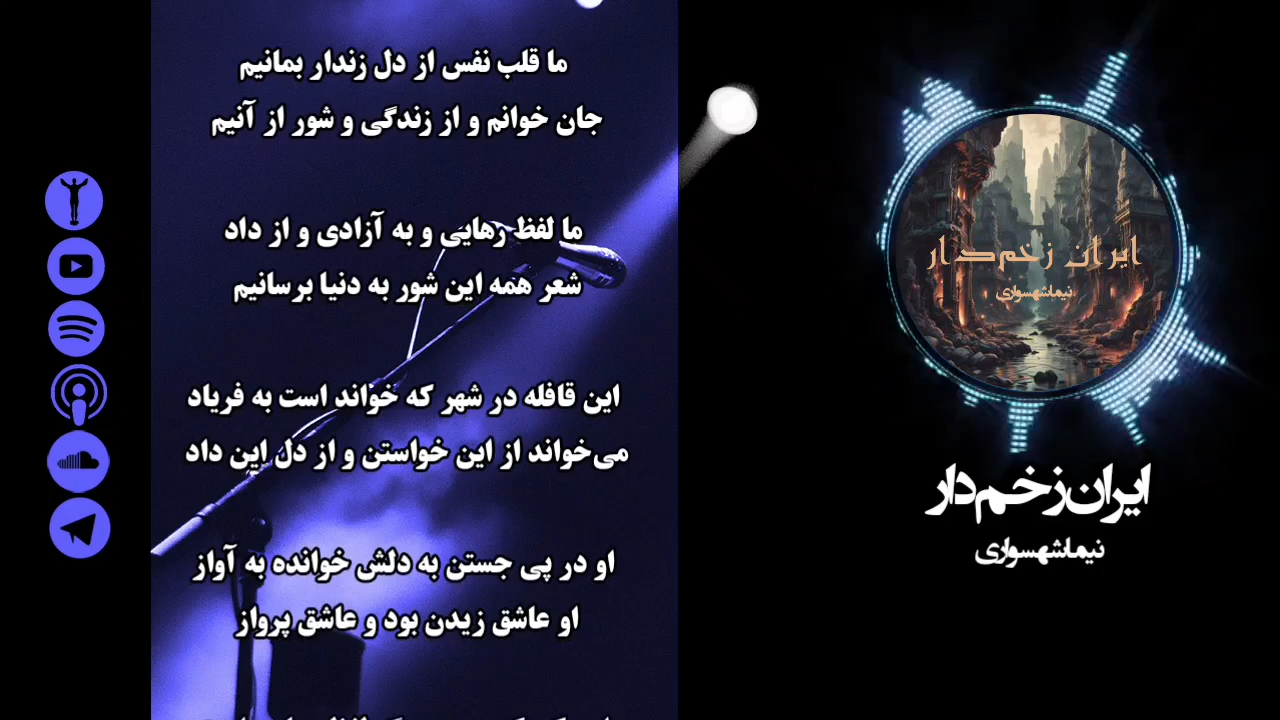 ما قلب نفس از دل زندار بمانیم
جان خوانم و از زندگی و شور از آنیم
ما لفظ رهایی و به آزادی و از داد
شعر همه این شور به دنیا برسانیم
این قافله در شهر که خواند است به فریاد
می‌خواند از این خواستن و از دل این داد
او در پی جستن به دلش خوانده به آواز
او عاشق زیدن بود و عاشق پرواز
ایران زخم‌دار
نیماشهسواری
ایران‌زخم‌دار
نیماشهسواری